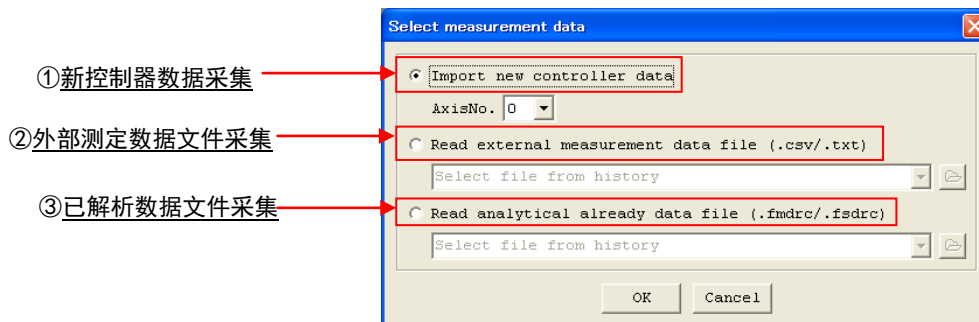 Select measurement data
①新控制器数据采集
Import new controller data
AxisNo. 0
②外部测定数据文件采集
Read external measurement data file (.csv/.txt)
Select file from history
③已解析数据文件采集
Read analytical already data file (.fmdrc/.fsdrc)
Select file from history
OK Cancel